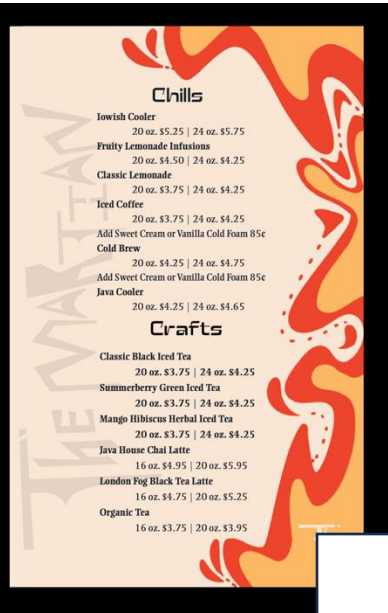 Chills
Iowish Cooler
20 oz. $5.25 | 24 oz. $5.75
Fruity Lemonade Infusions
20 oz. $4.50 | 24 oz. $4.25
Classic Lemonade
20 oz. $3.75 | 24 oz. $4.25
Iced Coffee
20 oz. $3.75 | 24 oz. $4.25
Add Sweet Cream or Vanilla Cold Foam 85c
Cold Brew
20 oz. $4.25 | 24 oz. $4.75
Add Sweet Cream or Vanilla Cold Foam 85c
Java Cooler
20 oz. $4.25 | 24 oz. $4.65
Crafts
Classic Black Iced Tea
20 oz. $3.75 | 24 oz. $4.25
Summerberry Green Iced Tea
20 oz. $3.75 | 24 oz. $4.25
Mango Hibiscus Herbal Iced Tea
20 oz. $3.75 | 24 oz. $4.25
Java House Chai Latte
16 oz. $4.95 | 20 oz. $5.95
London Fog Black Tea Latte
16 oz. $4.75 | 20 oz. $5.25
Organic Tea
16 oz. $3.75 | 20 oz. $3.95
THE MARTIAN